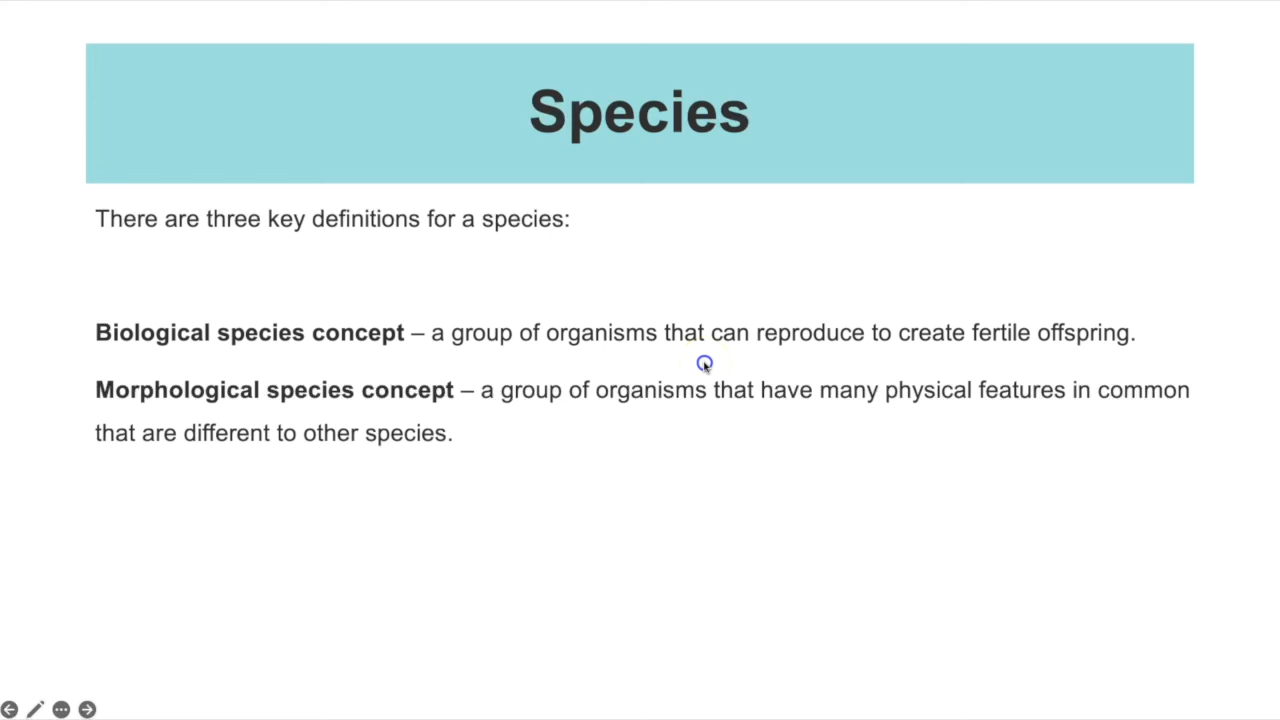 Species
There are three key definitions for a species:
Biological species concept – a group of organisms that can reproduce to create fertile offspring.
Morphological species concept – a group of organisms that have many physical features in common
that are different to other species.